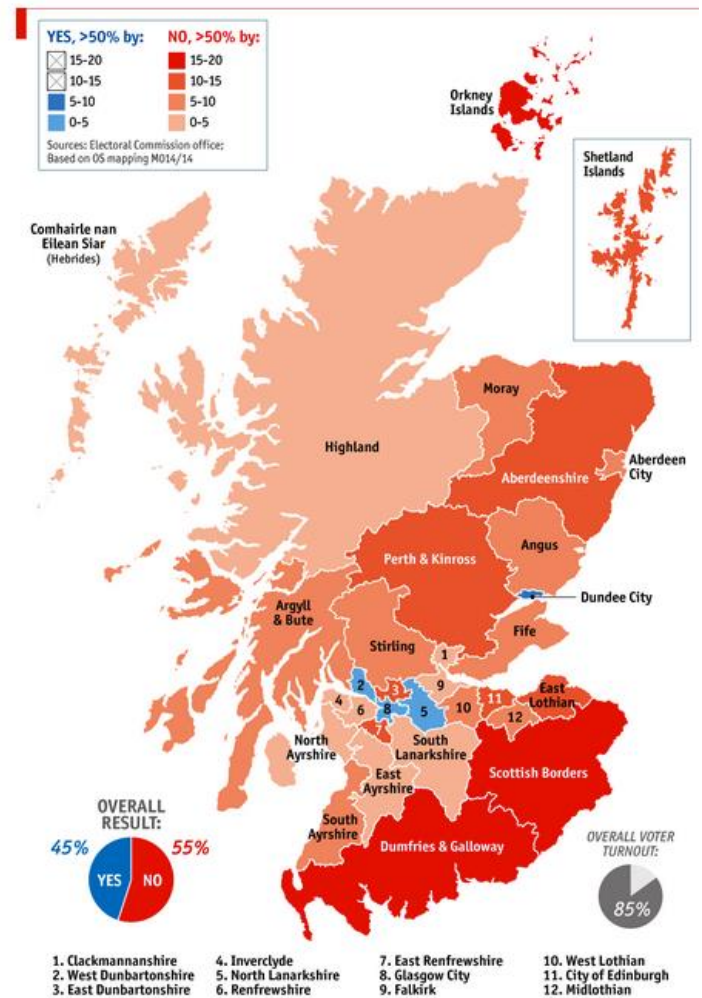 YES, >50% by:
NO, >50% by:
15-20
15-20
10-15
10-15
5-10
5-10
0-5
0-5
Sources: Electoral Commission office;
Based on OS mapping M014/14
Orkney
Islands
Shetland
Islands
Comhairle nan
Eilean Siar
(Hebrides)
Moray
Highland
Aberdeenshire
Aberdeen
City
Angus
Perth & Kinross
Dundee City
Argyll
& Bute
Fife
Stirling
1
2
3
9
4
6
8
5
10
11
East
Lothian
12
7
North
Ayrshire
South
Lanarkshire
Scottish Borders
East
Ayrshire
South
Ayrshire
Dumfries & Galloway
OVERALL
RESULT:
45%
55%
YES
NO
OVERALL VOTER
TURNOUT:
85%
1. Clackmannanshire
2. West Dunbartonshire
3. East Dunbartonshire
4. Inverclyde
5. North Lanarkshire
6. Renfrewshire
7. East Renfrewshire
8. Glasgow City
9. Falkirk
10. West Lothian
11. City of Edinburgh
12. Midlothian